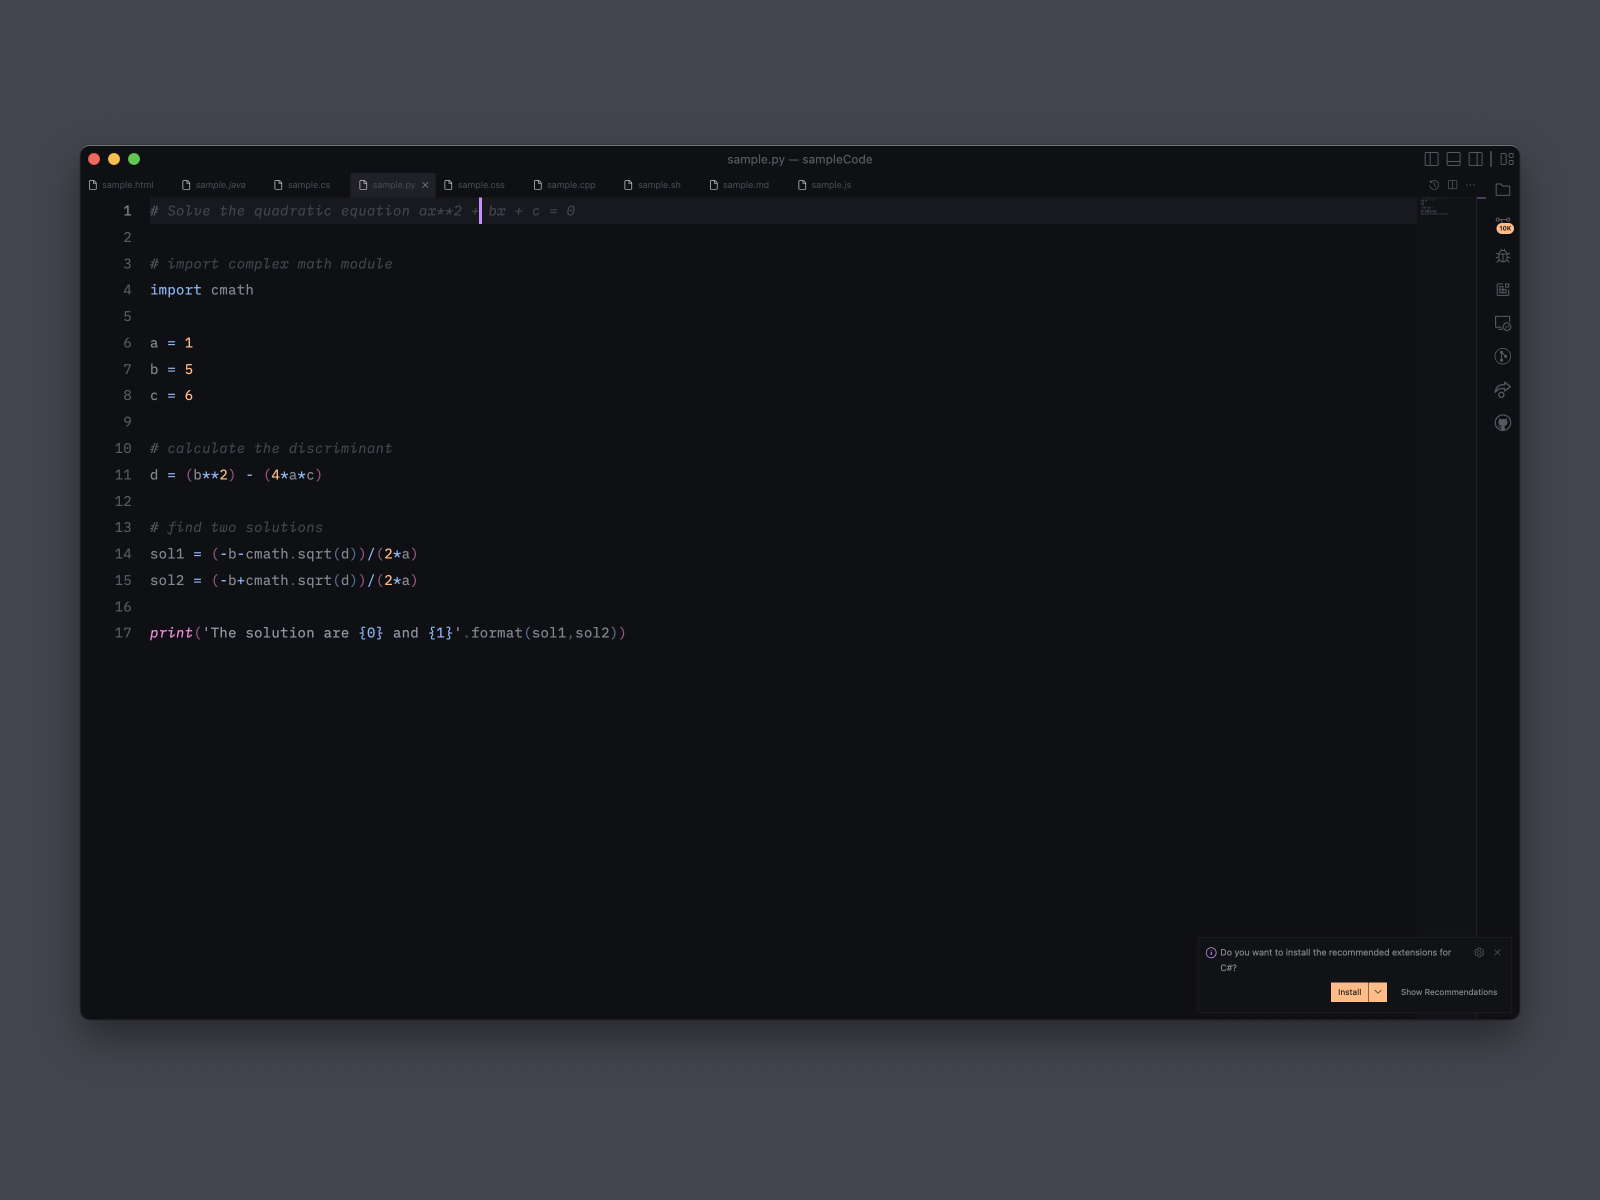 sample.py — sampleCode
sample.html sample.java sample.cs sample.py sample.css sample.cpp sample.sh sample.md sample.js
1 # Solve the quadratic equation ax**2 + bx + c = 0
2
3 # import complex math module
4 import cmath
5
6 a = 1
7 b = 5
8 c = 6
9
10 # calculate the discriminant
11 d = (b**2) - (4*a*c)
12
13 # find two solutions
14 sol1 = (-b-cmath.sqrt(d))/(2*a)
15 sol2 = (-b+cmath.sqrt(d))/(2*a)
16
17 print('The solution are {0} and {1}'.format(sol1,sol2))
10K
Do you want to install the recommended extensions for
C#?
Install Show Recommendations